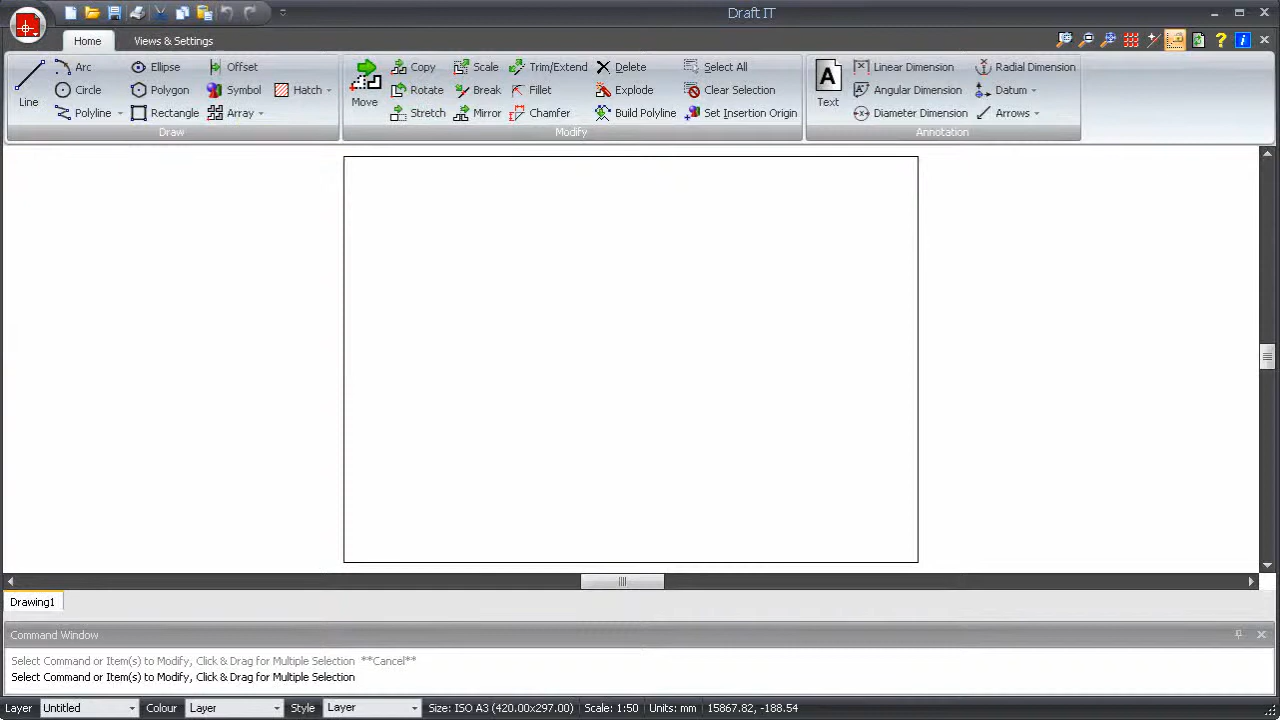 Draft IT
Home Views & Settings
Line Arc Ellipse Offset
Circle Polygon Symbol Hatch
Polyline Rectangle Array
Draw
Move Copy Scale Trim/Extend Delete Select All
Rotate Break Fillet Explode Clear Selection
Stretch Mirror Chamfer Build Polyline Set Insertion Origin
Modify
A Text Linear Dimension Radial Dimension
Angular Dimension Datum
Diameter Dimension Arrows
Annotation
Drawing1
Command Window
Select Command or Item(s) to Modify, Click & Drag for Multiple Selection **Cancel**
Select Command or Item(s) to Modify, Click & Drag for Multiple Selection
Layer Untitled Colour Layer Style Layer Size: ISO A3 (420.00x297.00) Scale: 1:50 Units: mm 15867.82, -188.54